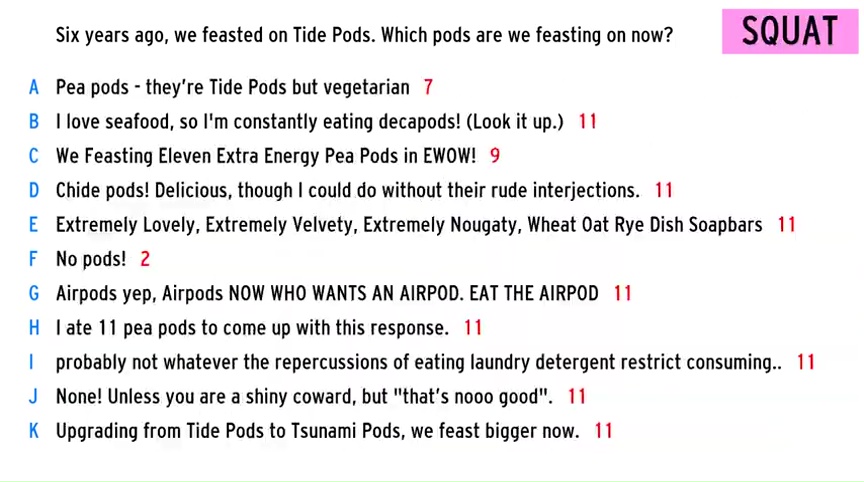 Six years ago, we feasted on Tide Pods. Which pods are we feasting on now?
SQUAT
A Pea pods - they're Tide Pods but vegetarian 7
B I love seafood, so I'm constantly eating decapods! (Look it up.) 11
C We Feasting Eleven Extra Energy Pea Pods in EWOW! 9
D Chide pods! Delicious, though I could do without their rude interjections. 11
E Extremely Lovely, Extremely Velvety, Extremely Nougaty, Wheat Oat Rye Dish Soapbars 11
F No pods! 2
G Airpods yep, Airpods NOW WHO WANTS AN AIRPOD. EAT THE AIRPOD 11
H I ate 11 pea pods to come up with this response. 11
I probably not whatever the repercussions of eating laundry detergent restrict consuming.. 11
J None! Unless you are a shiny coward, but "that's nooo good". 11
K Upgrading from Tide Pods to Tsunami Pods, we feast bigger now. 11